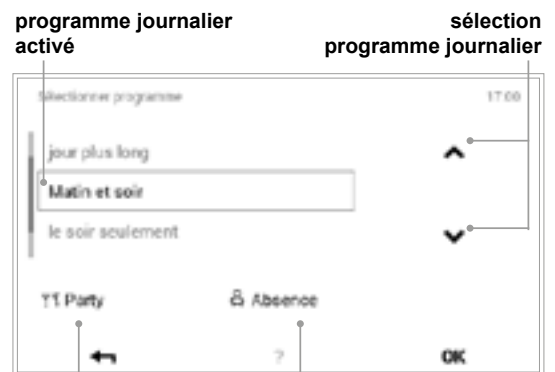 programme journalier
activé
sélection
programme journalier
Sélectionner programme 17:00
jour plus long
Matin et soir
le soir seulement
Party Absence
? OK